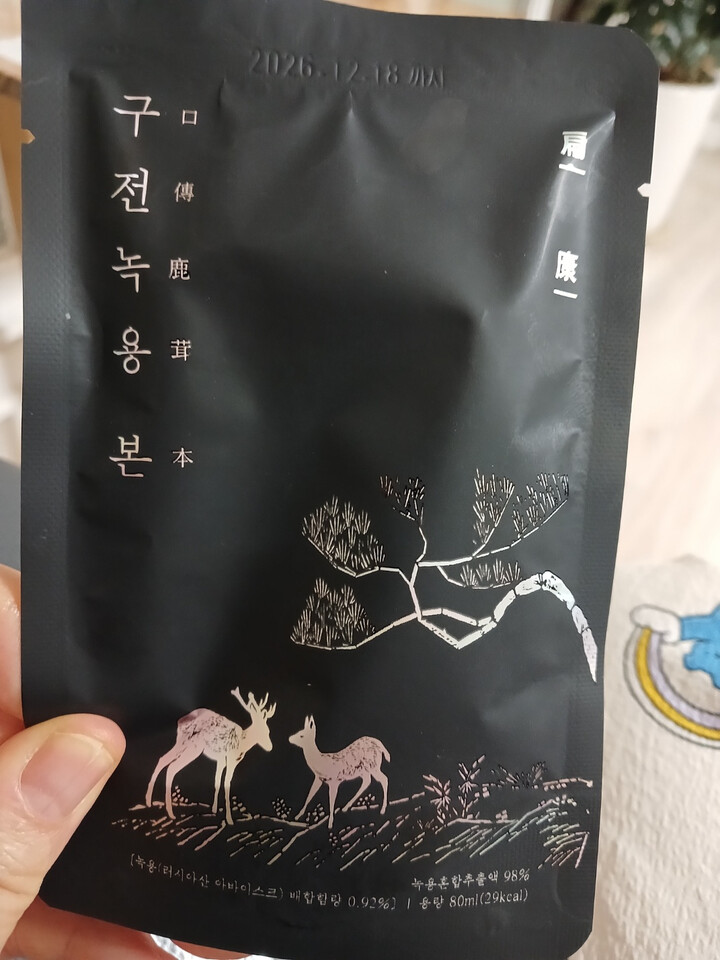 2026.12.18 까지
구전녹용 본
口傳鹿茸 本
[녹용(러시아산 아바이스크) 배합함량 0.92%]
녹용혼합추출액 98%
용량 80ml(29kcal)